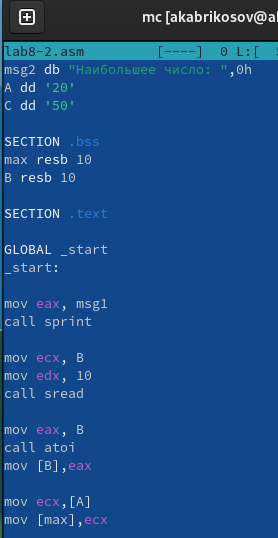 mc [akabrikosov@a
lab8-2.asm [----] 0 L:[
msg2 db "Наибольшее число: ",0h
A dd '20'
C dd '50'
SECTION .bss
max resb 10
B resb 10
SECTION .text
GLOBAL _start
_start:
mov eax, msg1
call sprint
mov ecx, B
mov edx, 10
call sread
mov eax, B
call atoi
mov [B],eax
mov ecx,[A]
mov [max],ecx